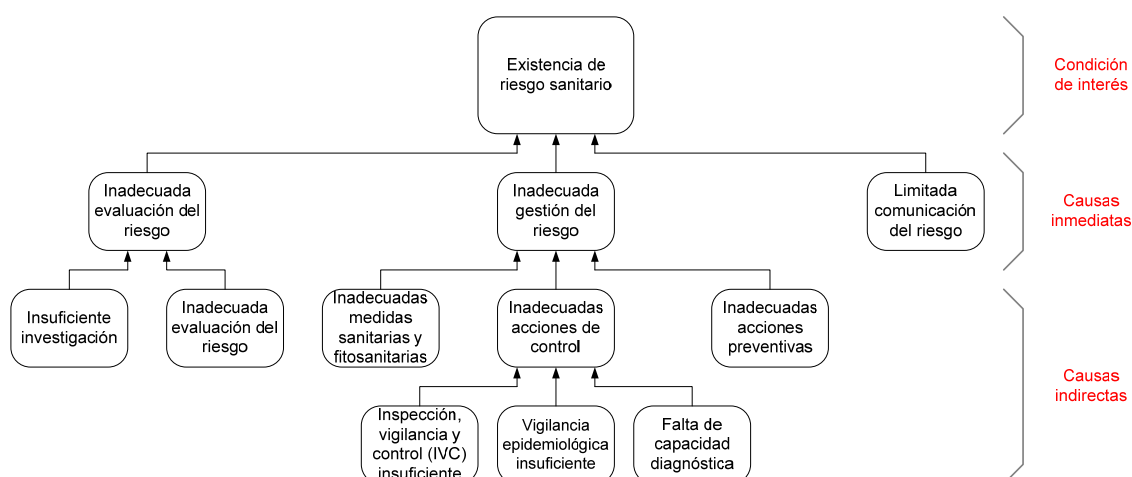 Existencia de
riesgo sanitario
Condición
de interés
Inadecuada
evaluación del
riesgo
Inadecuada
gestión del
riesgo
Limitada
comunicación
del riesgo
Causas
inmediatas
Insuficiente
investigación
Inadecuada
evaluación del
riesgo
Inadecuadas
medidas
sanitarias y
fitosanitarias
Inadecuadas
acciones de
control
Inadecuadas
acciones
preventivas
Causas
indirectas
Inspección,
vigilancia y
control (IVC)
insuficiente
Vigilancia
epidemiológica
insuficiente
Falta de
capacidad
diagnóstica